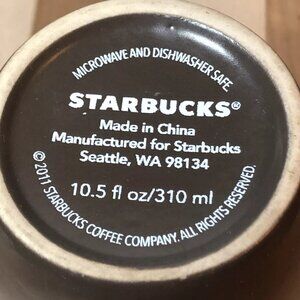 MICROWAVE AND DISHWASHER SAFE
STARBUCKS®
Made in China
Manufactured for Starbucks
Seattle, WA 98134
10.5 fl oz/310 ml
© 2011 STARBUCKS COFFEE COMPANY. ALL RIGHTS RESERVED.